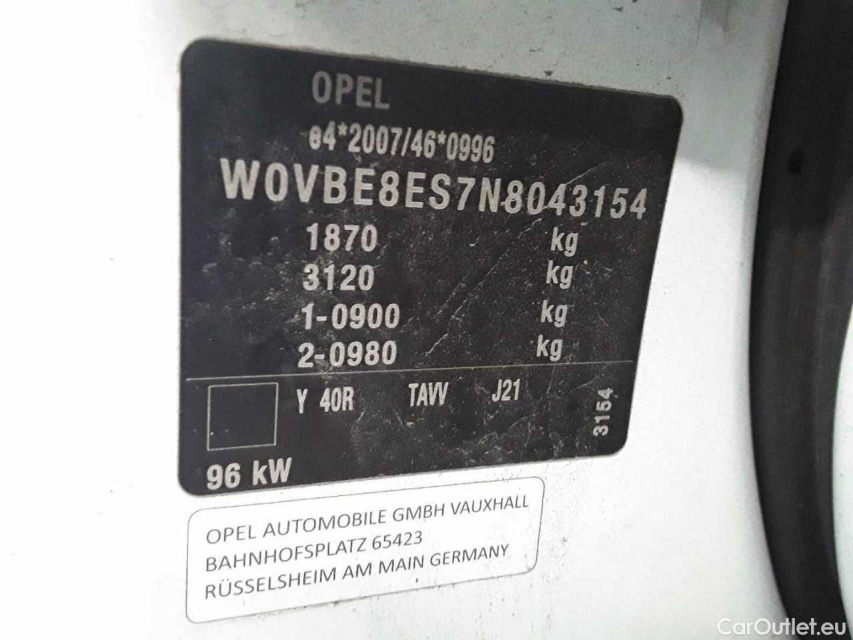 OPEL
e4*2007/46*0996
W0VBE8ES7N8043154
1870 kg
3120 kg
1-0900 kg
2-0980 kg
Y 40R TAVV J21
3154
96 kW
OPEL AUTOMOBILE GMBH VAUXHALL
BAHNHOFSPLATZ 65423
RÜSSELSHEIM AM MAIN GERMANY
CarOutlet.eu